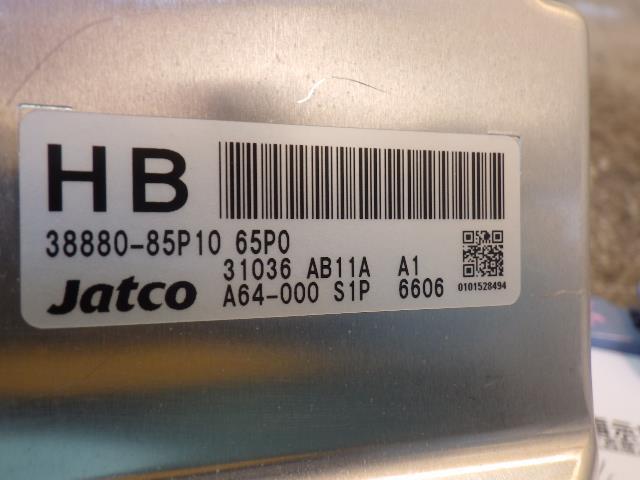 HB
38880-85P10 65P0
31036 AB11A A1
Jatco A64-000 S1P 6606
0101528494